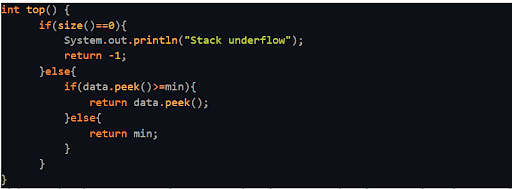 int top() {
if(size()==0){
System.out.println("Stack underflow");
return -1;
}else{
if(data.peek()>=min){
return data.peek();
}else{
return min;
}
}
}